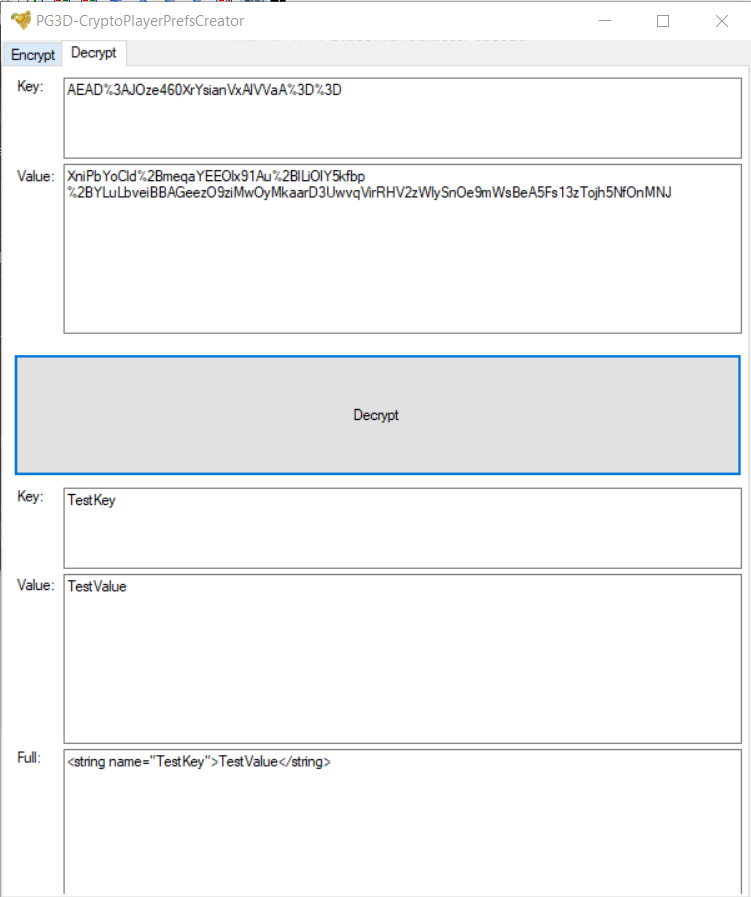 PG3D-CryptoPlayerPrefsCreator
Encrypt
Decrypt
Key:
AEAD%3AJOze460XrYsianVxAlVVaA%3D%3D
Value:
XniPbYoCld%2BmeqaYEEOlx91Au%2BlLiOlY5kfbp
%2BYLuLbveiBBAGeezO9ziMwOyMkaarD3UwvqVirRHV2zWlySnOe9mWsBeA5Fs13zTojh5NfOnMNJ
Decrypt
Key:
TestKey
Value:
TestValue
Full:
<string name="TestKey">TestValue</string>